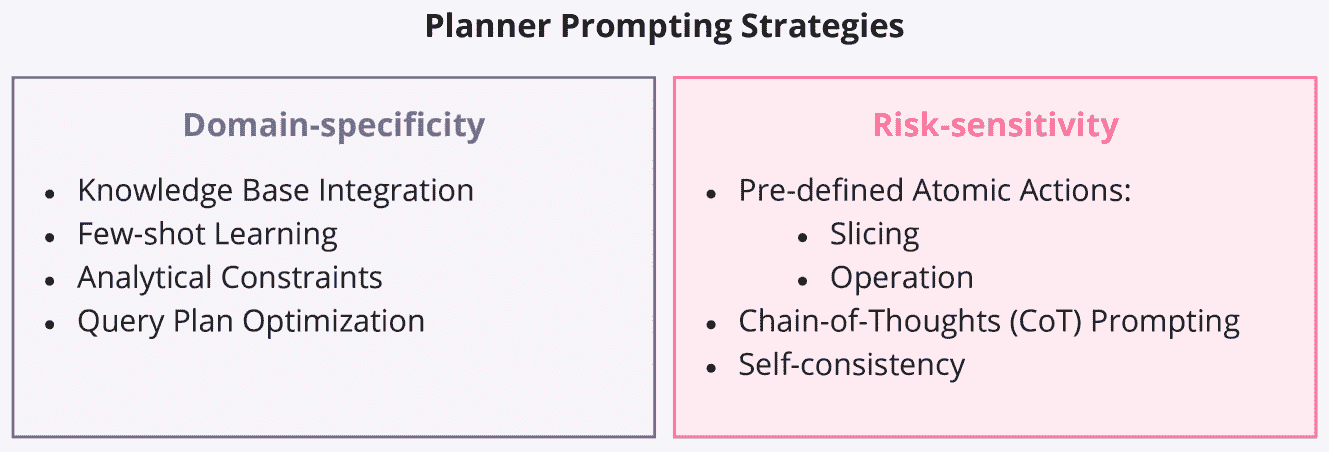 Planner Prompting Strategies
Domain-specificity
• Knowledge Base Integration
• Few-shot Learning
• Analytical Constraints
• Query Plan Optimization
Risk-sensitivity
• Pre-defined Atomic Actions:
• Slicing
• Operation
• Chain-of-Thoughts (CoT) Prompting
• Self-consistency